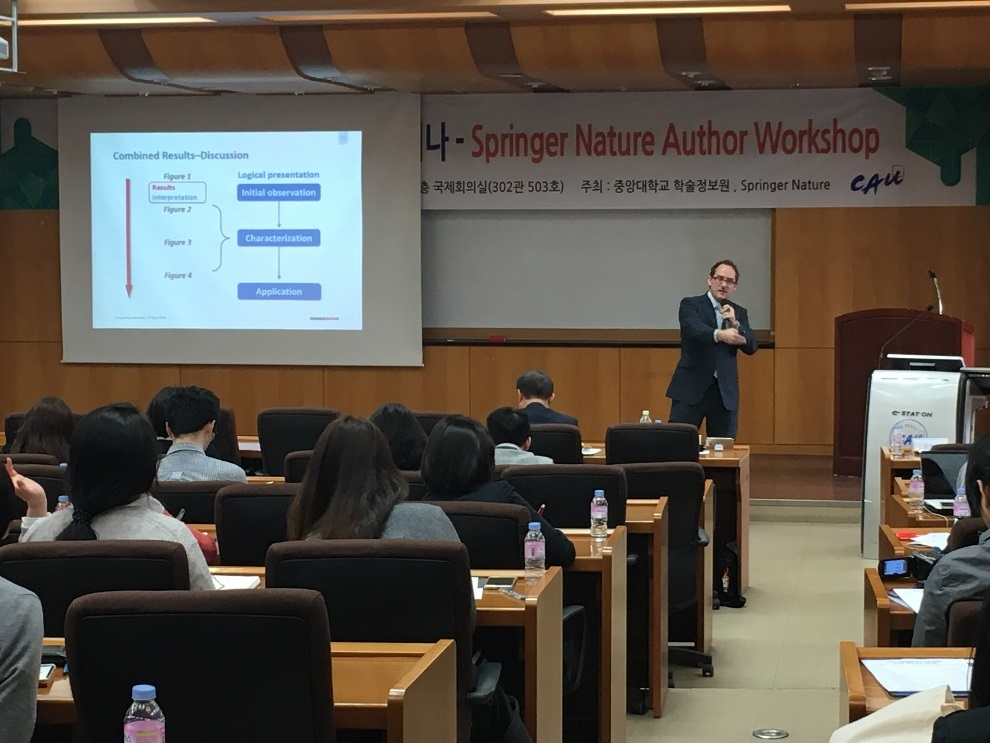 Combined Results–Discussion
Figure 1
Results
Interpretation
Figure 2
Figure 3
Figure 4
Logical presentation
Initial observation
Characterization
Application
나 - Springer Nature Author Workshop
층 국제회의실(302관 503호) 주최 : 중앙대학교 학술정보원 , Springer Nature
CAU
e-STATION
CAU